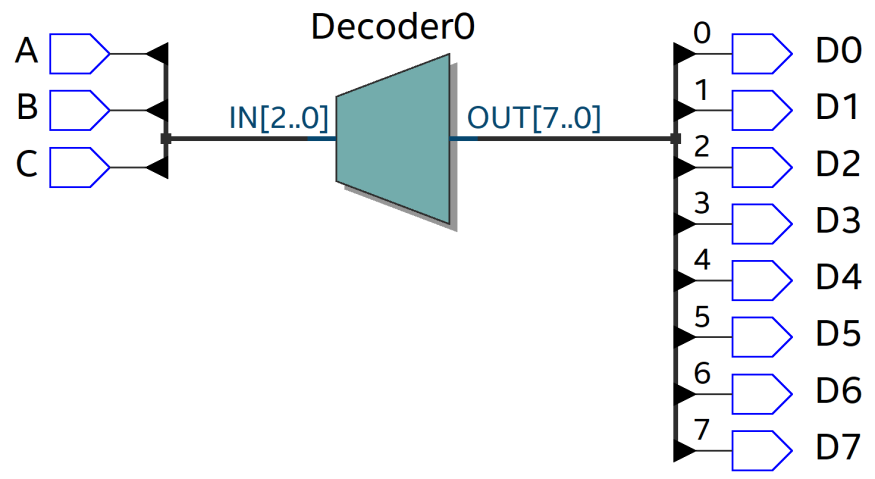 Decoder0
A
B
C
IN[2..0]
OUT[7..0]
0 D0
1 D1
2 D2
3 D3
4 D4
5 D5
6 D6
7 D7